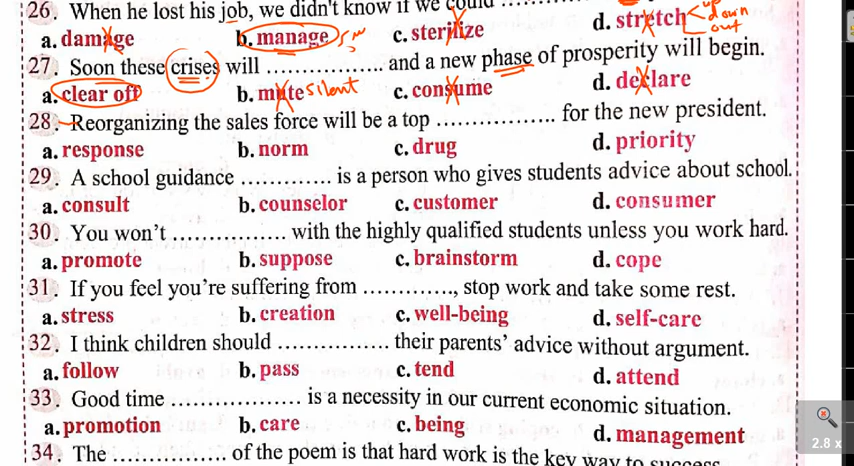 26. When he lost his job, we didn't know if we could ............
a. damage b. manage c. sterilize d. stretch down out
27. Soon these crises will ............... and a new phase of prosperity will begin.
a. clear off b. mute silent c. consume d. declare
28. Reorganizing the sales force will be a top ............... for the new president.
a. response b. norm c. drug d. priority
29. A school guidance ............ is a person who gives students advice about school.
a. consult b. counselor c. customer d. consumer
30. You won't ............... with the highly qualified students unless you work hard.
a. promote b. suppose c. brainstorm d. cope
31. If you feel you're suffering from ............, stop work and take some rest.
a. stress b. creation c. well-being d. self-care
32. I think children should ............... their parents' advice without argument.
a. follow b. pass c. tend d. attend
33. Good time .................. is a necessity in our current economic situation.
a. promotion b. care c. being d. management
34. The ............... of the poem is that hard work is the key way to success
2.8 x